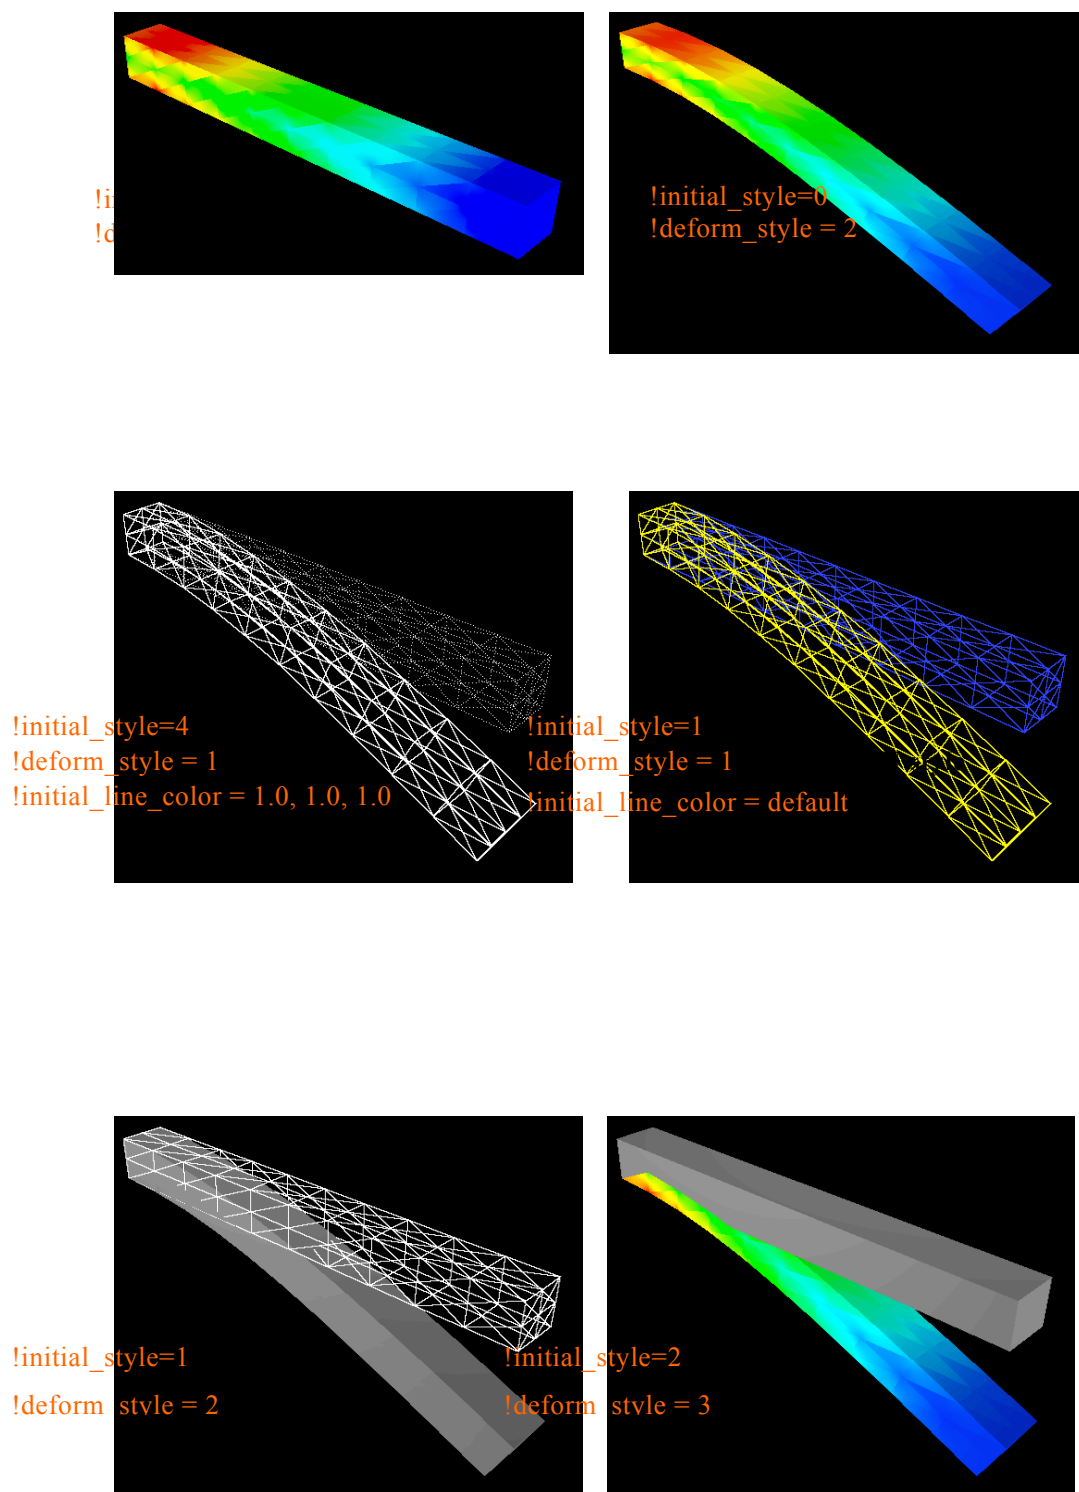 !initial_style=0
!deform_style = 2
!initial_style=4
!deform_style = 1
!initial_line_color = 1.0, 1.0, 1.0
!initial_style=1
!deform_style = 1
!initial_line_color = default
!initial_style=1
!deform_style = 2
!initial_style=2
!deform_style = 3